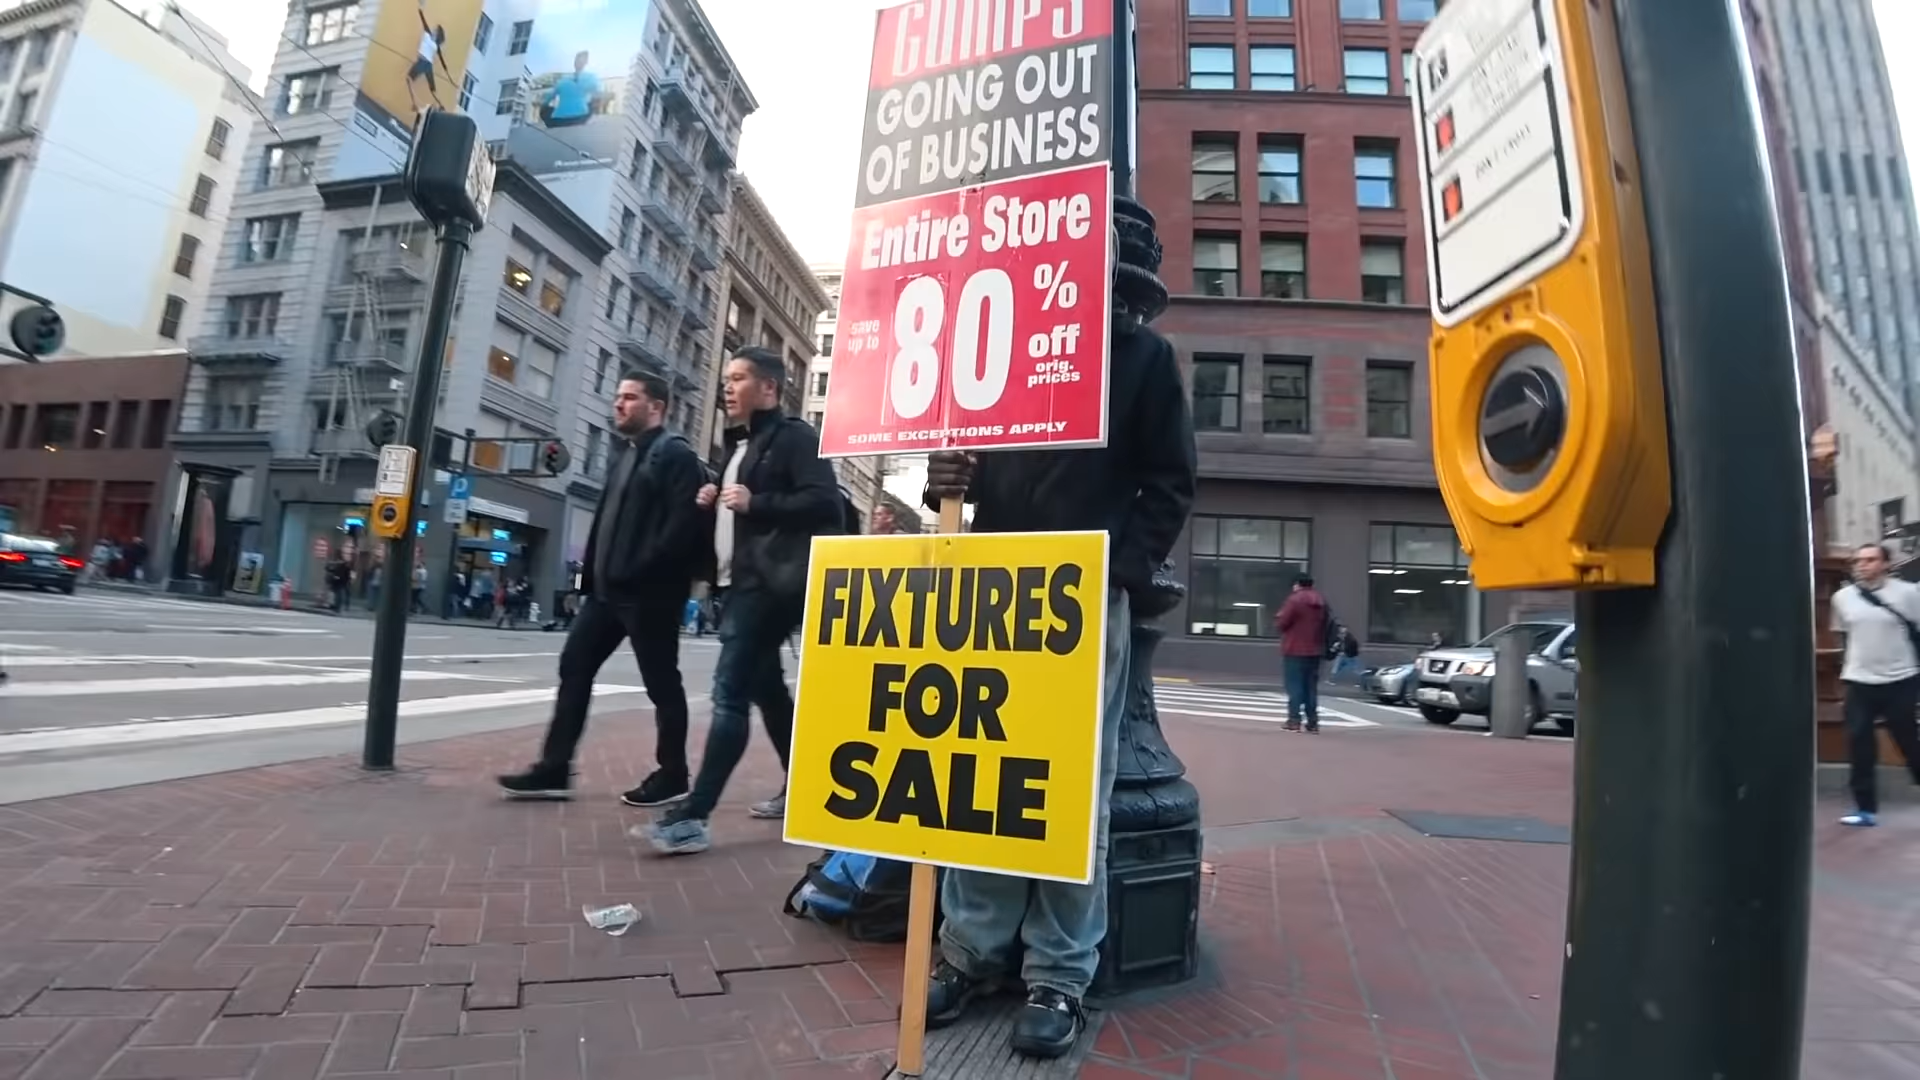 GUMPS
GOING OUT
OF BUSINESS
Entire Store
save
up to
80
%
off
orig.
prices
SOME EXCEPTIONS APPLY
FIXTURES
FOR
SALE
P